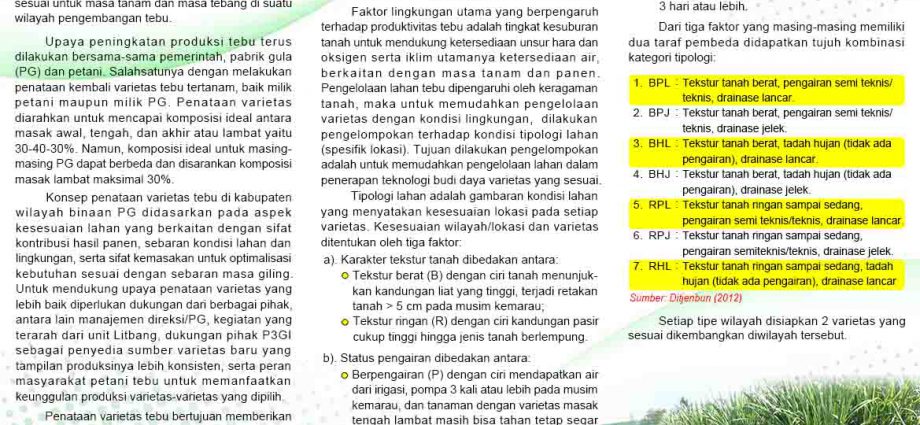 sesuai untuk masa tanam dan masa tebang di suatu
wilayah pengembangan tebu.
Upaya peningkatan produksi tebu terus
dilakukan bersama-sama pemerintah, pabrik gula
(PG) dan petani. Salahsatunya dengan melakukan
penataan kembali varietas tebu tertanam, baik milik
petani maupun milik PG. Penataan varietas
diarahkan untuk mencapai komposisi ideal antara
masak awal, tengah, dan akhir atau lambat yaitu
30-40-30%. Namun, komposisi ideal untuk masing-
masing PG dapat berbeda dan disarankan komposisi
masak lambat maksimal 30%.
Konsep penataan varietas tebu di kabupaten
wilayah binaan PG didasarkan pada aspek
kesesuaian lahan yang berkaitan dengan sifat
kontribusi hasil panen, sebaran kondisi lahan dan
lingkungan, serta sifat kemasakan untuk optimalisasi
kebutuhan sesuai dengan sebaran masa giling.
Untuk mendukung upaya penataan varietas yang
lebih baik diperlukan dukungan dari berbagai pihak,
antara lain manajemen direksi/PG, kegiatan yang
terarah dari unit Litbang, dukungan pihak P3GI
sebagai penyedia sumber varietas baru yang
tampilan produksinya lebih konsisten, serta peran
masyarakat petani tebu untuk memanfaatkan
keunggulan produksi varietas-varietas yang dipilih.
Penataan varietas tebu bertujuan memberikan
Faktor lingkungan utama yang berpengaruh
terhadap produktivitas tebu adalah tingkat kesuburan
tanah untuk mendukung ketersediaan unsur hara dan
oksigen serta iklim utamanya ketersediaan air,
berkaitan dengan masa tanam dan panen.
Pengelolaan lahan tebu dipengaruhi oleh keragaman
tanah, maka untuk memudahkan pengelolaan
varietas dengan kondisi lingkungan, dilakukan
pengelompokan terhadap kondisi tipologi lahan
(spesifik lokasi). Tujuan dilakukan pengelompokan
adalah untuk memudahkan pengelolaan lahan dalam
penerapan teknologi budi daya varietas yang sesuai.
Tipologi lahan adalah gambaran kondisi lahan
yang menyatakan kesesuaian lokasi pada setiap
varietas. Kesesuaian wilayah/lokasi dan varietas
ditentukan oleh tiga faktor:
a). Karakter tekstur tanah dibedakan antara:
Tekstur berat (B) dengan ciri tanah menunjuk-
kan kandungan liat yang tinggi, terjadi retakan
tanah > 5 cm pada musim kemarau;
Tekstur ringan (R) dengan ciri kandungan pasir
cukup tinggi hingga jenis tanah berlempung.
b). Status pengairan dibedakan antara:
Berpengairan (P) dengan ciri mendapatkan air
dari irigasi, pompa 3 kali atau lebih pada musim
kemarau, dan tanaman dengan varietas masak
tengah lambat masih bisa tahan tetap segar
3 hari atau lebih.
Dari tiga faktor yang masing-masing memiliki
dua taraf pembeda didapatkan tujuh kombinasi
kategori tipologi:
1. BPL : Tekstur tanah berat, pengairan semi teknis/
teknis, drainase lancar.
2. BPJ : Tekstur tanah berat, pengairan semi teknis/
teknis, drainase jelek.
3. BHL : Tekstur tanah berat, tadah hujan (tidak ada
pengairan), drainase lancar.
4. BHJ : Tekstur tanah berat, tadah hujan (tidak ada
pengairan), drainase jelek.
5. RPL : Tekstur tanah ringan sampai sedang,
pengairan semi teknis/teknis, drainase lancar.
6. RPJ : Tekstur tanah ringan sampai sedang,
pengairan semiteknis/teknis, drainase jelek.
7. RHL : Tekstur tanah ringan sampai sedang, tadah
hujan (tidak ada pengairan), drainase lancar
Sumber: Ditjenbun (2012)
Setiap tipe wilayah disiapkan 2 varietas yang
sesuai dikembangkan diwilayah tersebut.